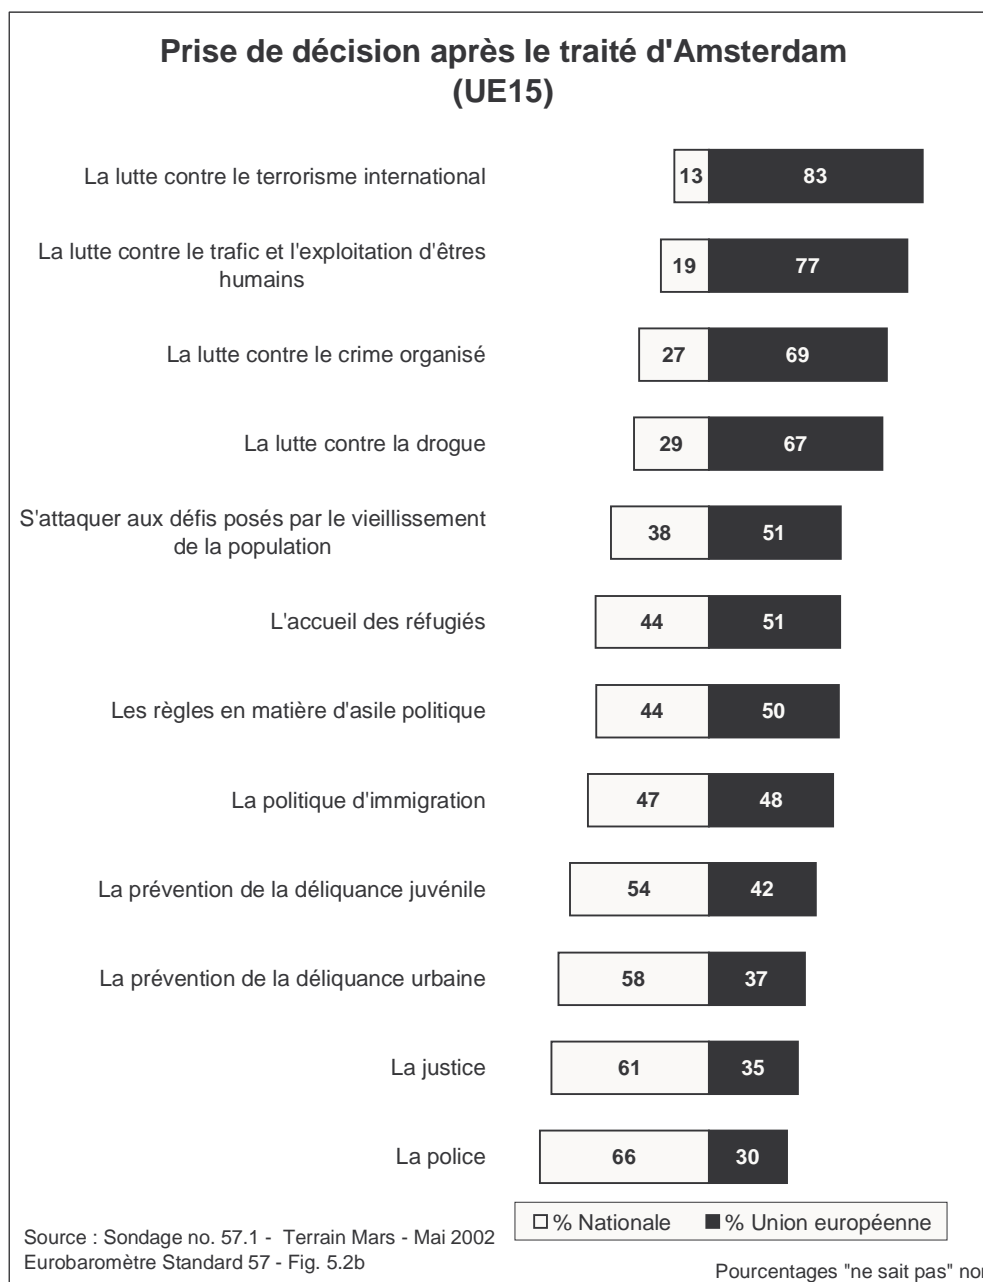 Prise de décision après le traité d'Amsterdam
(UE15)
La lutte contre le terrorisme international 13 83
La lutte contre le trafic et l'exploitation d'êtres
humains 19 77
La lutte contre le crime organisé 27 69
La lutte contre la drogue 29 67
S'attaquer aux défis posés par le vieillissement
de la population 38 51
L'accueil des réfugiés 44 51
Les règles en matière d'asile politique 44 50
La politique d'immigration 47 48
La prévention de la déliquance juvénile 54 42
La prévention de la déliquance urbaine 58 37
La justice 61 35
La police 66 30
% Nationale % Union européenne
Source : Sondage no. 57.1 - Terrain Mars - Mai 2002
Eurobaromètre Standard 57 - Fig. 5.2b
Pourcentages "ne sait pas" non